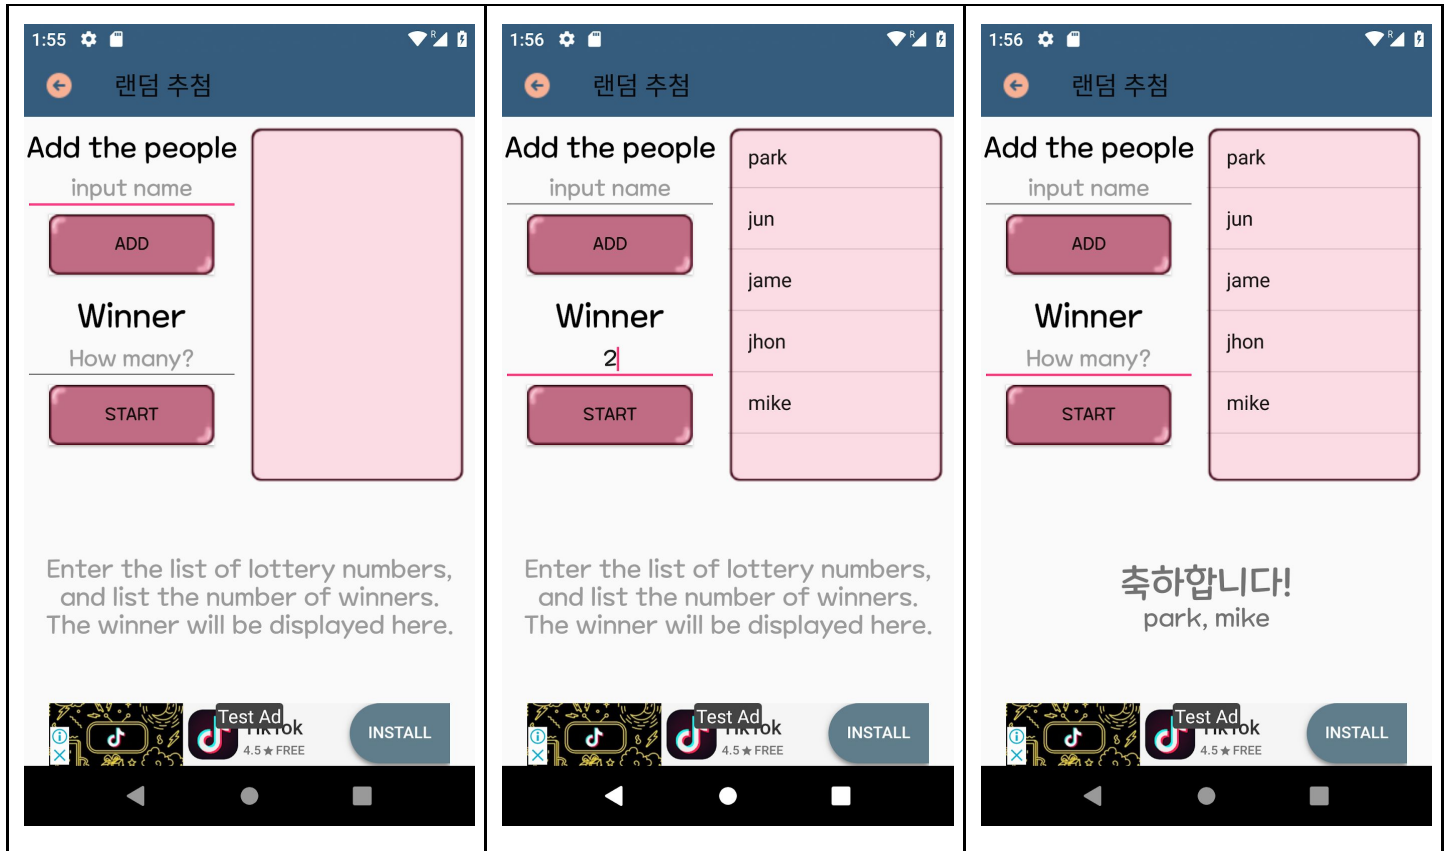 1:55
랜덤 추첨
Add the people
input name
ADD
Winner
How many?
START
Enter the list of lottery numbers,
and list the number of winners.
The winner will be displayed here.
Test Ad
TikTok
4.5★FREE
INSTALL
1:56
R
랜덤 추첨
Add the people
input name
ADD
Winner
2
START
park
jun
jame
jhon
mike
Enter the list of lottery numbers,
and list the number of winners.
The winner will be displayed here.
Test Ad
TikTok
4.5★FREE
INSTALL
1:56
R
랜덤 추첨
Add the people
input name
ADD
Winner
How many?
START
park
jun
jame
jhon
mike
축하합니다!
park, mike
Test Ad
TikTok
4.5★FREE
INSTALL